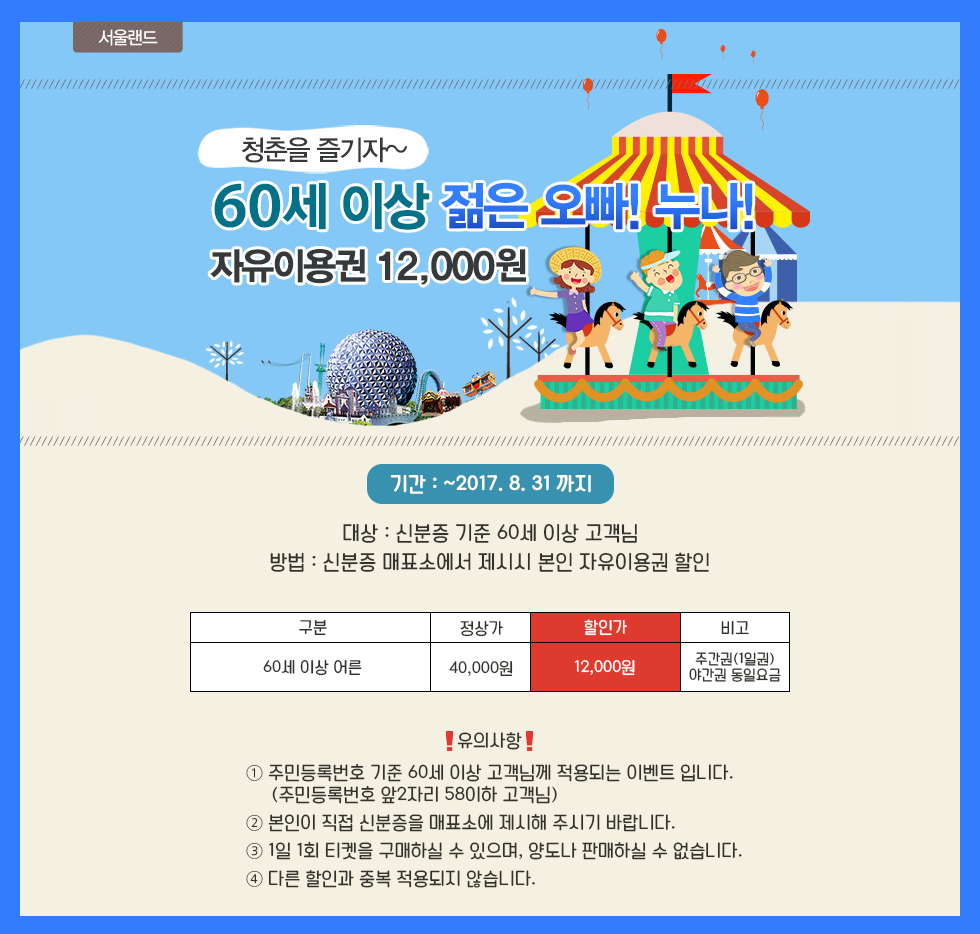 서울랜드
청춘을 즐기자~
60세 이상 젊은 오빠! 누나!
자유이용권 12,000원
기간 : ~2017. 8. 31 까지
대상 : 신분증 기준 60세 이상 고객님
방법 : 신분증 매표소에서 제시시 본인 자유이용권 할인
구분 정상가 할인가 비고
60세 이상 어른 40,000원 12,000원 주간권(1일권)
야간권 동일요금
❗유의사항❗
① 주민등록번호 기준 60세 이상 고객님께 적용되는 이벤트 입니다.
(주민등록번호 앞2자리 58이하 고객님)
② 본인이 직접 신분증을 매표소에 제시해 주시기 바랍니다.
③ 1일 1회 티켓을 구매하실 수 있으며, 양도나 판매하실 수 없습니다.
④ 다른 할인과 중복 적용되지 않습니다.